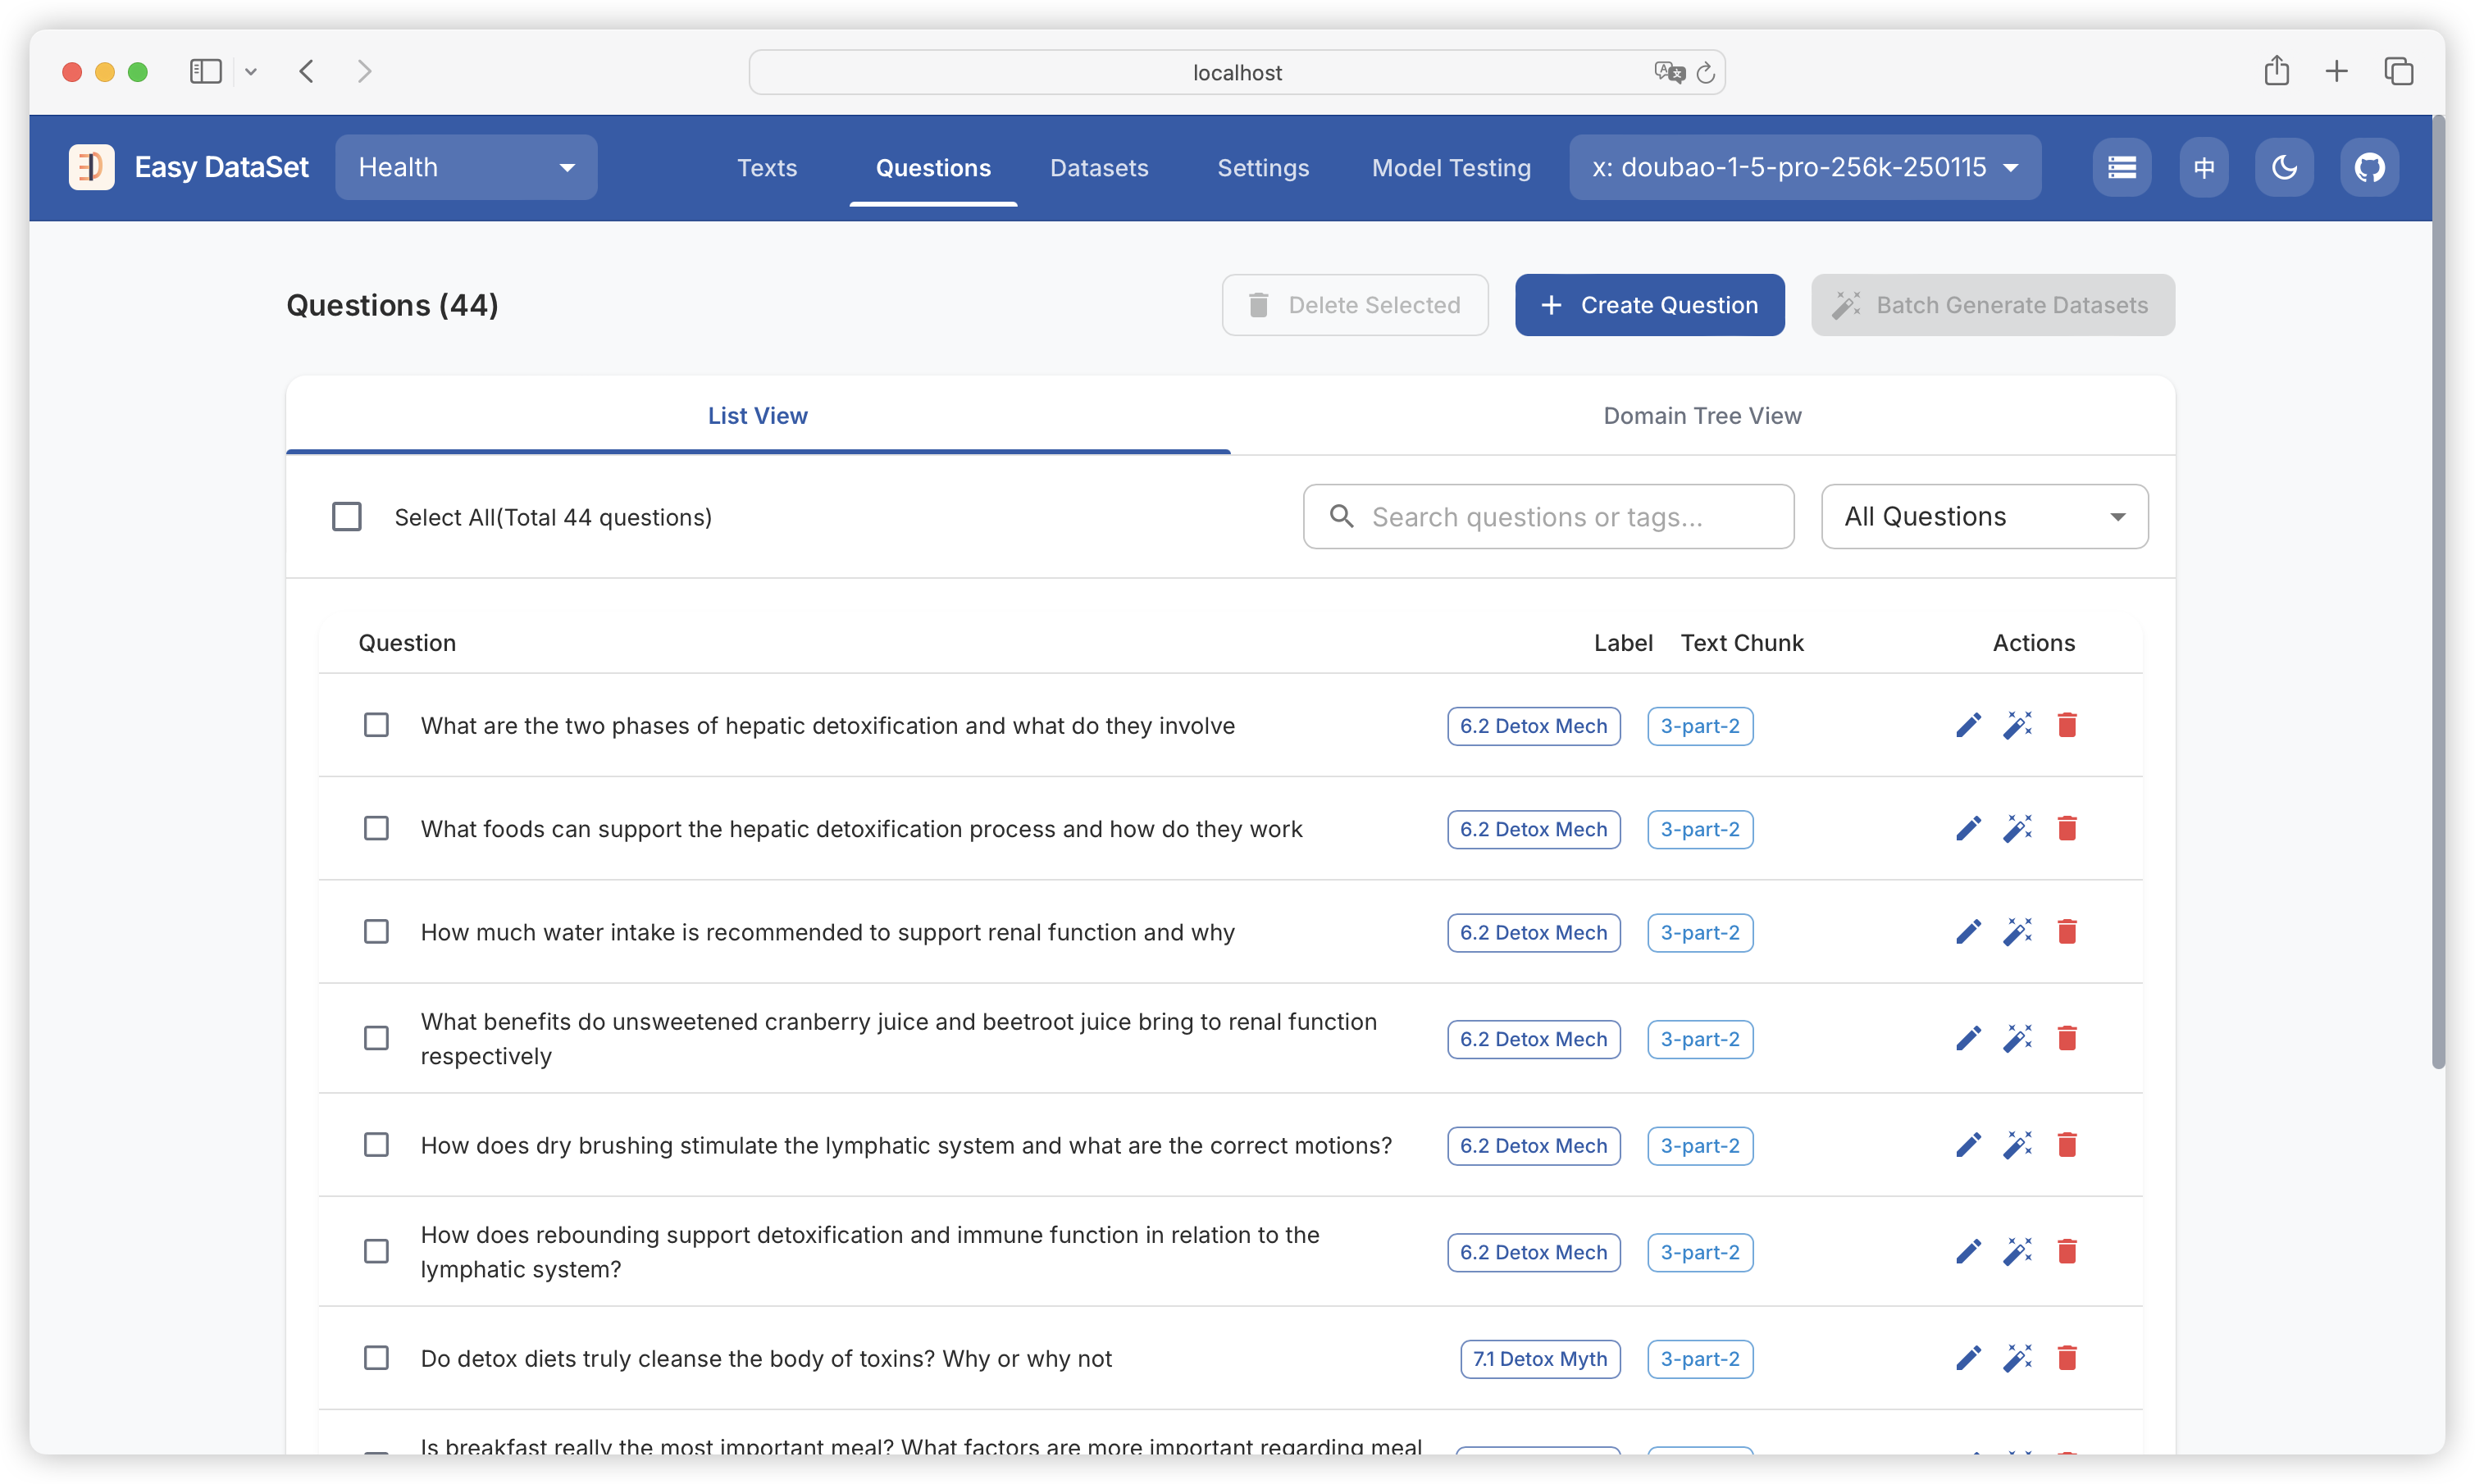 localhost
Easy DataSet
Health
Texts
Questions
Datasets
Settings
Model Testing
x: doubao-1-5-pro-256k-250115
中
Questions (44)
Delete Selected
Create Question
Batch Generate Datasets
List View
Domain Tree View
Select All(Total 44 questions)
Search questions or tags...
All Questions
Question
Label
Text Chunk
Actions
What are the two phases of hepatic detoxification and what do they involve
6.2 Detox Mech
3-part-2
What foods can support the hepatic detoxification process and how do they work
6.2 Detox Mech
3-part-2
How much water intake is recommended to support renal function and why
6.2 Detox Mech
3-part-2
What benefits do unsweetened cranberry juice and beetroot juice bring to renal function
respectively
6.2 Detox Mech
3-part-2
How does dry brushing stimulate the lymphatic system and what are the correct motions?
6.2 Detox Mech
3-part-2
How does rebounding support detoxification and immune function in relation to the
lymphatic system?
6.2 Detox Mech
3-part-2
Do detox diets truly cleanse the body of toxins? Why or why not
7.1 Detox Myth
3-part-2
Is breakfast really the most important meal? What factors are more important regarding meal